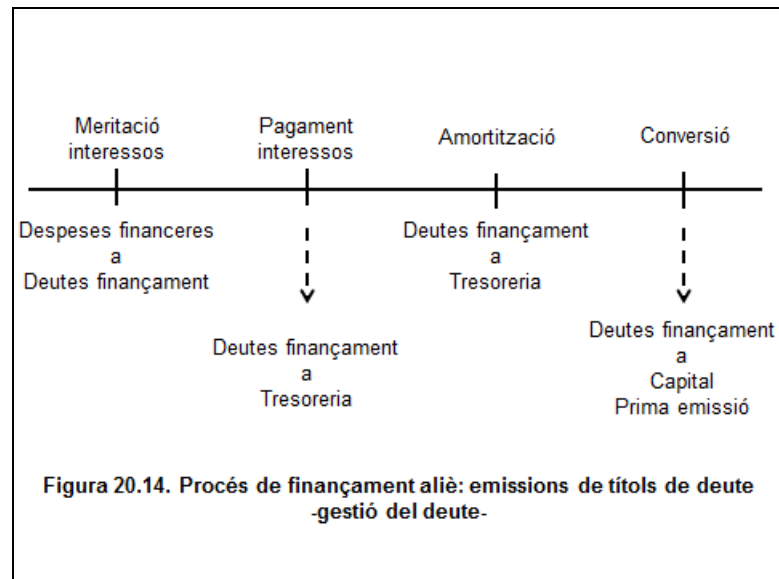 Meritació
interessos
Pagament
interessos
Amortització
Conversió
Despeses financeres
a
Deutes finançament
Deutes finançament
a
Tresoreria
Deutes finançament
a
Tresoreria
Deutes finançament
a
Capital
Prima emissió
Figura 20.14. Procés de finançament aliè: emissions de títols de deute
-gestió del deute-